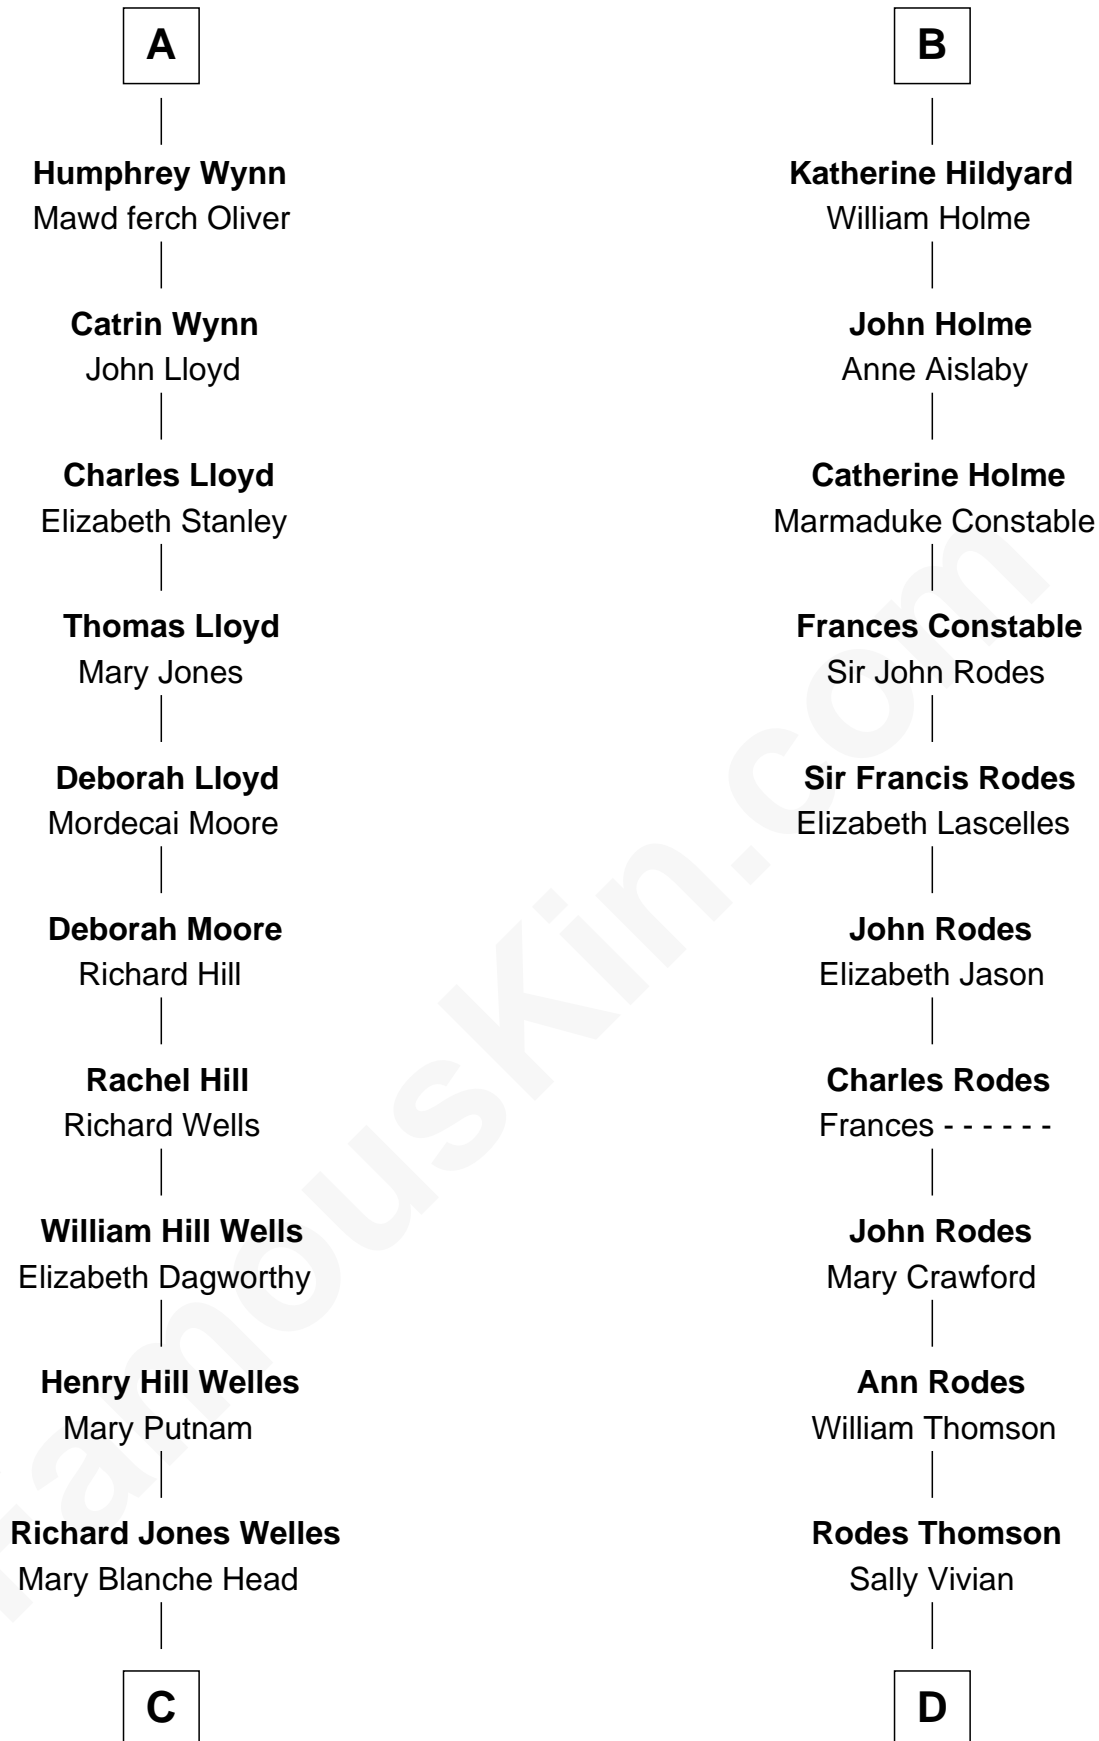 A
Humphrey Wynn
Mawd ferch Oliver
Catrin Wynn
John Lloyd
Charles Lloyd
Elizabeth Stanley
Thomas Lloyd
Mary Jones
Deborah Lloyd
Mordecai Moore
Deborah Moore
Richard Hill
Rachel Hill
Richard Wells
William Hill Wells
Elizabeth Dagworthy
Henry Hill Welles
Mary Putnam
Richard Jones Welles
Mary Blanche Head
C
B
Katherine Hildyard
William Holme
John Holme
Anne Aislaby
Catherine Holme
Marmaduke Constable
Frances Constable
Sir John Rodes
Sir Francis Rodes
Elizabeth Lascelles
John Rodes
Elizabeth Jason
Charles Rodes
Frances - - - - - -
John Rodes
Mary Crawford
Ann Rodes
William Thomson
Rodes Thomson
Sally Vivian
D
FamousKin.com